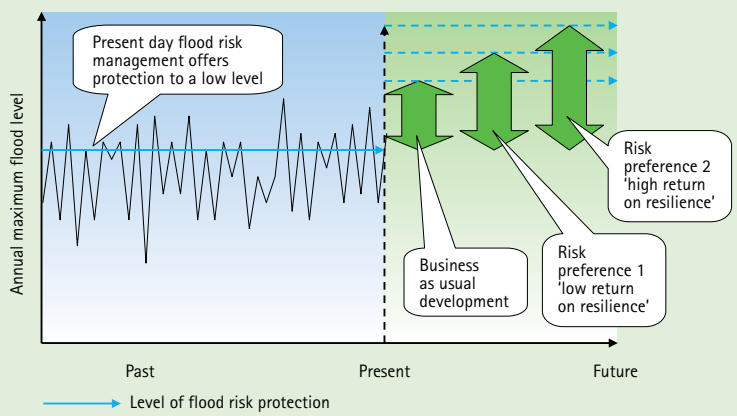 Present day flood risk
management offers
protection to a low level
Annual maximum flood level
Risk
preference 2
'high return
on resilience'
Business
as usual
development
Risk
preference 1
'low return
on resilience'
Past
Present
Future
Level of flood risk protection